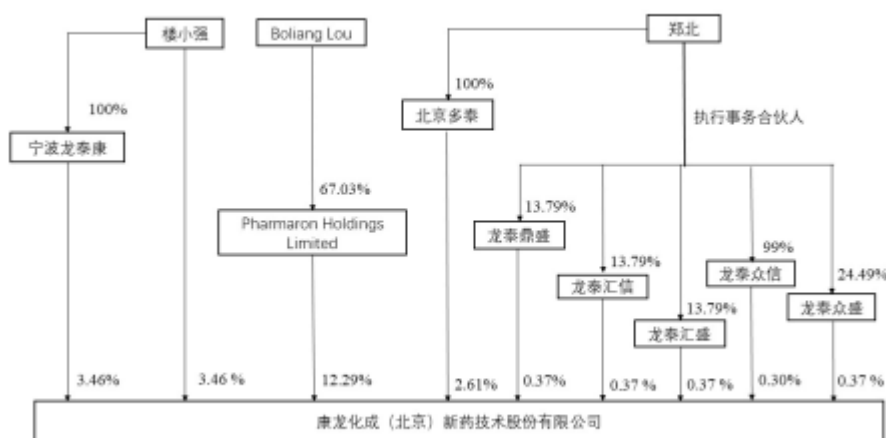 楼小强
Boliang Lou
郑北
100%
100%
北京多泰
执行事务合伙人
宁波龙泰康
67.03%
Pharmaron Holdings
Limited
13.79%
龙泰鼎盛
13.79%
龙泰汇信
13.79%
龙泰汇盛
99%
龙泰众信
24.49%
龙泰众盛
3.46%
3.46 %
12.29%
2.61%
0.37%
0.37 %
0.37 %
0.30%
0.37 %
康龙化成（北京）新药技术股份有限公司